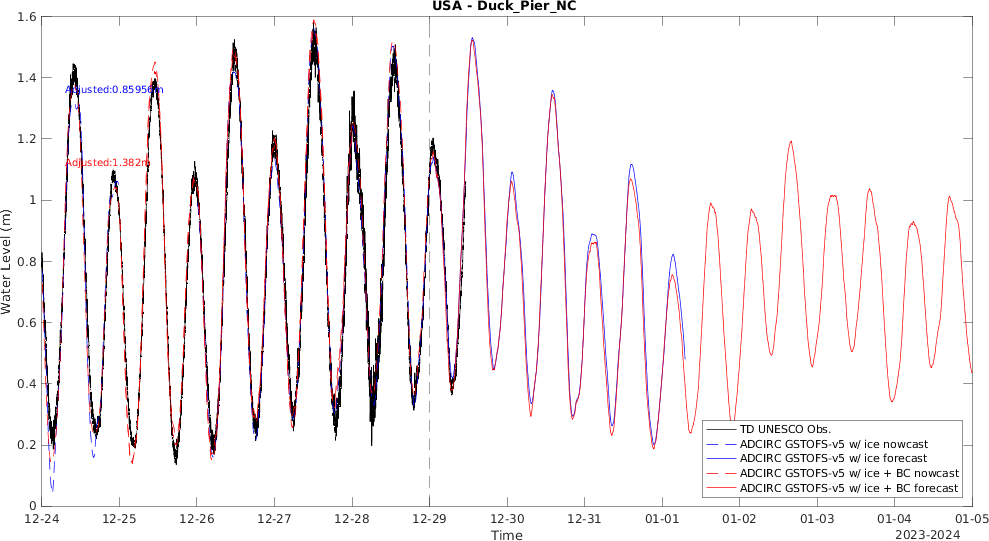 USA - Duck_Pier_NC
Water Level (m)
1.6
1.4
1.2
1
0.8
0.6
0.4
0.2
0
Adjusted:0.85956m
Adjusted:1.382m
TD UNESCO Obs.
ADCIRC GSTOFS-v5 w/ ice nowcast
ADCIRC GSTOFS-v5 w/ ice forecast
ADCIRC GSTOFS-v5 w/ ice + BC nowcast
ADCIRC GSTOFS-v5 w/ ice + BC forecast
12-24 12-25 12-26 12-27 12-28 12-29 12-30 12-31 01-01 01-02 01-03 01-04 01-05
Time
2023-2024